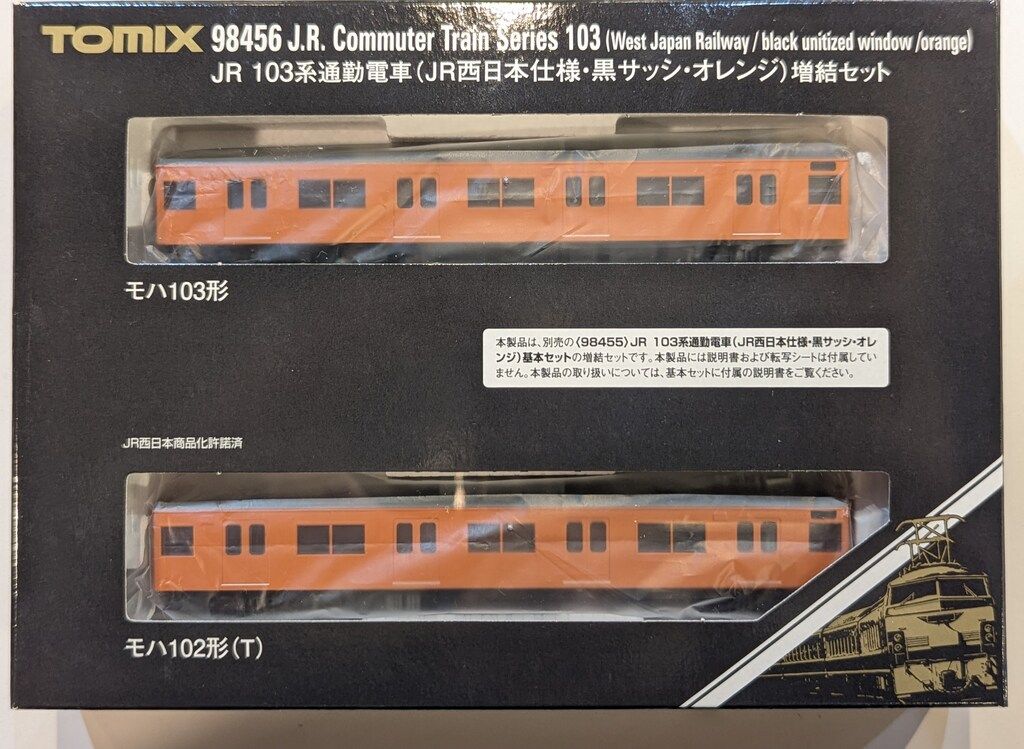 TOMIX 98456 J.R. Commuter Train Series 103 (West Japan Railway / black unitized window /orange)
JR 103系通勤電車(JR西日本仕様・黒サッシ・オレンジ)増結セット
モハ103形
本製品は、別売の〈98455〉JR 103系通勤電車(JR西日本仕様・黒サッシ・オレ
ンジ)基本セットの増結セットです。本製品には説明書および転写シートは付属してい
ません。本製品の取り扱いについては、基本セットに付属の説明書をご覧ください。
JR西日本商品化許諾済
モハ102形(T)